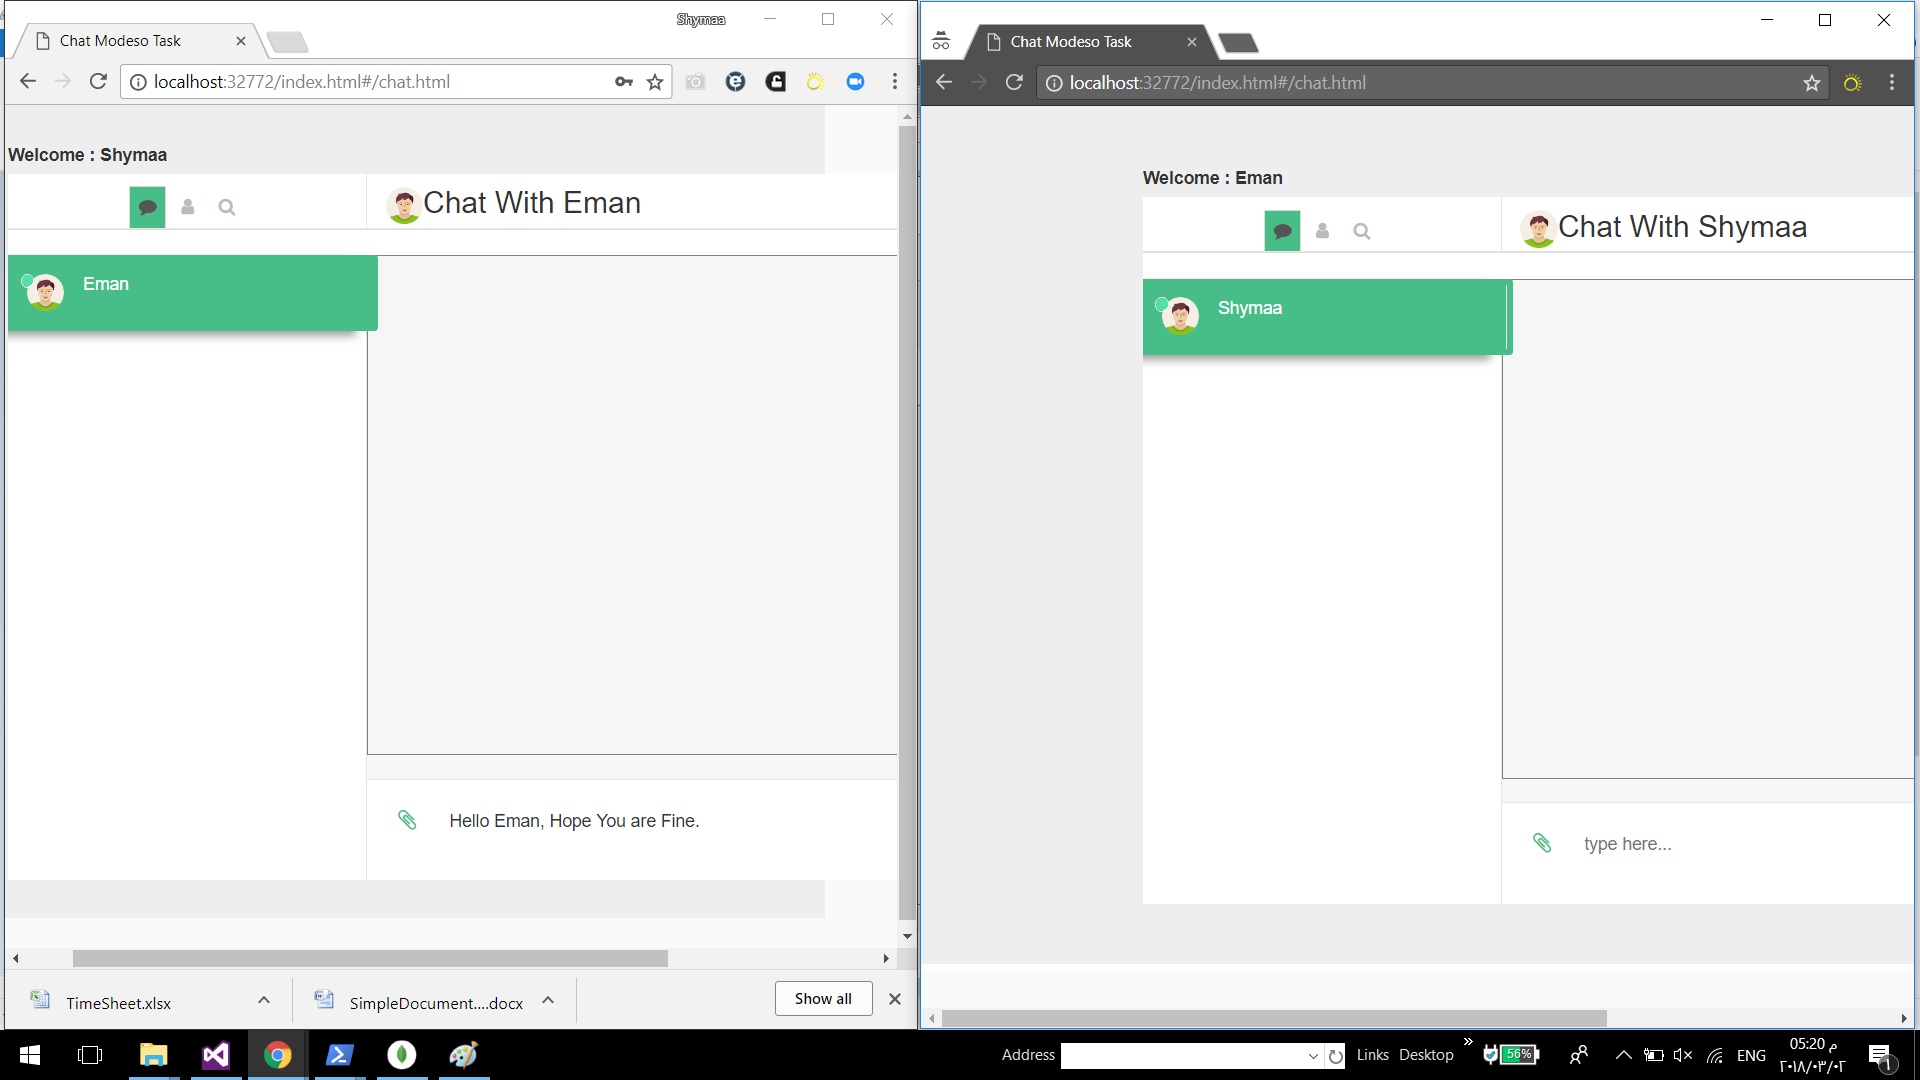 Shymaa
Chat Modeso Task
localhost:32772/index.html#/chat.html
Welcome : Shymaa
Chat With Eman
Eman
Hello Eman, Hope You are Fine.
TimeSheet.xlsx
SimpleDocument....docx
Show all
Chat Modeso Task
localhost:32772/index.html#/chat.html
Welcome : Eman
Chat With Shymaa
Shymaa
type here...
Address
Links
Desktop
56%
ENG
05:20 م
٢٠١٨/٠٣/٠٢
١